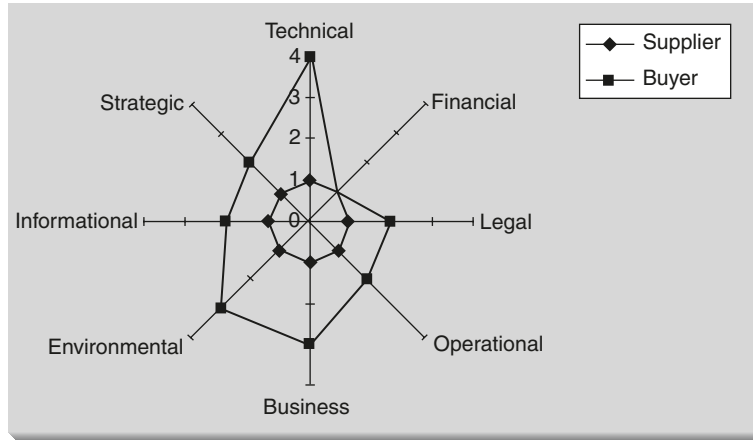 Technical
4
Supplier
Buyer
Strategic
3
Financial
2
1
Informational
0
Legal
Environmental
Operational
Business